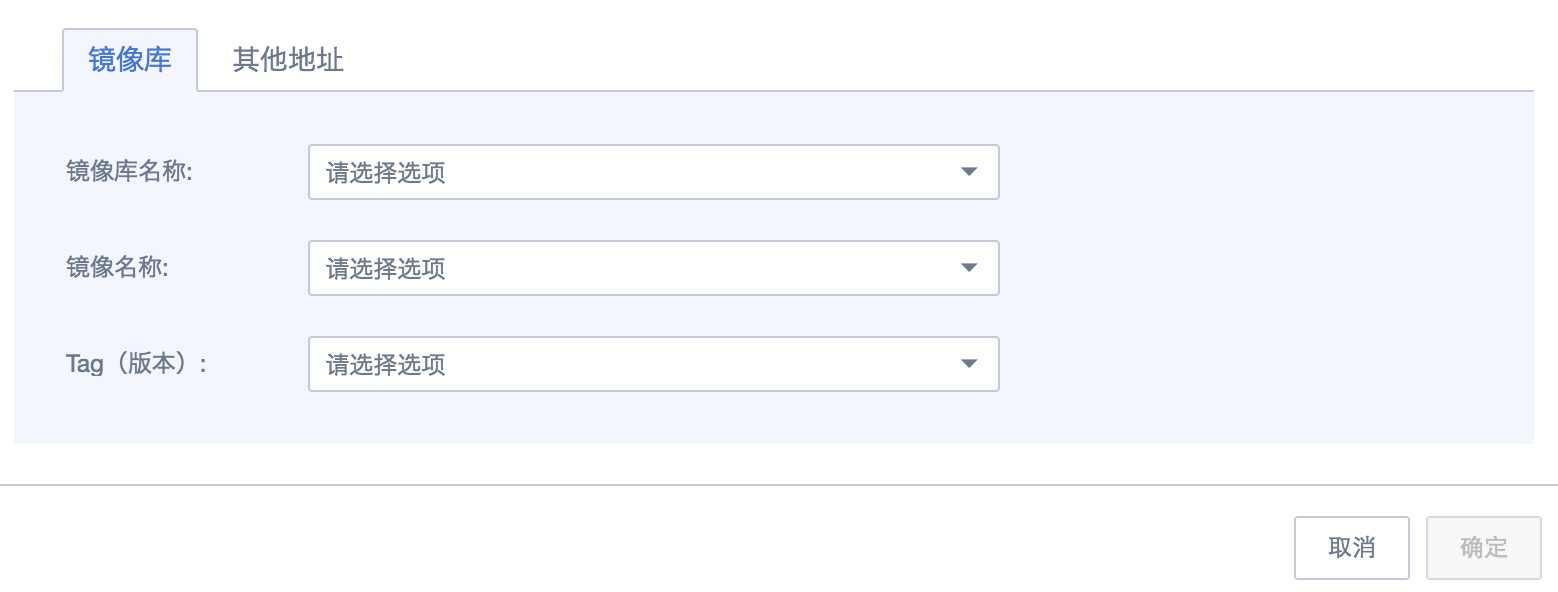 镜像库 其他地址
镜像库名称: 请选择选项
镜像名称: 请选择选项
Tag（版本）: 请选择选项
取消 确定